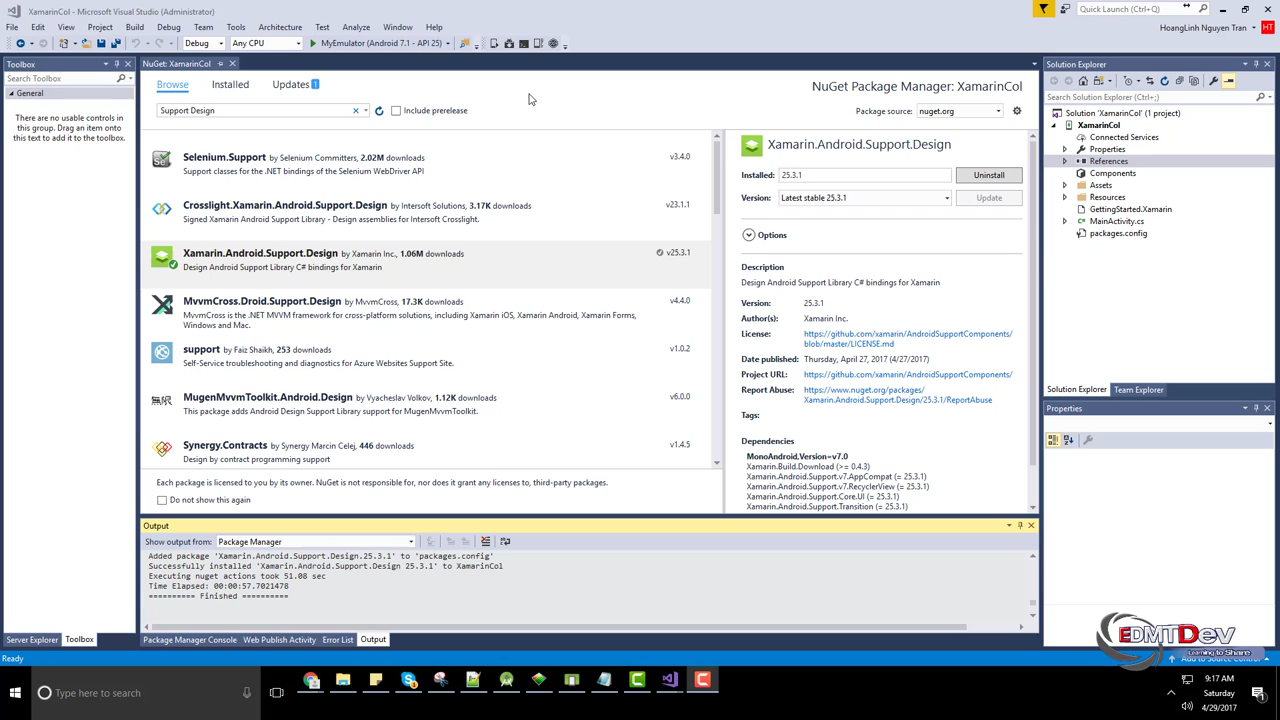 XamarinCol - Microsoft Visual Studio (Administrator)
Quick Launch (Ctrl+Q)
File Edit View Project Build Debug Team Tools Architecture Test Analyze Window Help
HoangLinh Nguyen Tran HT
Debug Any CPU MyEmulator (Android 7.1 - API 25)
Toolbox
Search Toolbox
General
There are no usable controls in
this group. Drag an item onto
this text to add it to the toolbox.
NuGet: XamarinCol
Browse Installed Updates 1
NuGet Package Manager: XamarinCol
Support Design
Include prerelease
Package source: nuget.org
Selenium.Support by Selenium Committers, 2.02M downloads v3.4.0
Support classes for the .NET bindings of the Selenium WebDriver API
Crosslight.Xamarin.Android.Support.Design by Intersoft Solutions, 3.17K downloads v23.1.1
Signed Xamarin Android Support Library - Design assemblies for Intersoft Crosslight.
Xamarin.Android.Support.Design by Xamarin Inc., 1.06M downloads v25.3.1
Design Android Support Library C# bindings for Xamarin
MvvmCross.Droid.Support.Design by MvvmCross, 17.3K downloads v4.4.0
MvvmCross is the .NET MVVM framework for cross-platform solutions, including Xamarin iOS, Xamarin Android, Xamarin Forms,
Windows and Mac.
support by Faiz Shaikh, 253 downloads v1.0.2
Self-Service troubleshooting and diagnostics for Azure Websites Support Site.
MugenMvvmToolkit.Android.Design by Vyacheslav Volkov, 1.12K downloads v6.0.0
This package adds Android Design Support Library support for MugenMvvmToolkit.
Synergy.Contracts by Synergy Marcin Celej, 446 downloads v1.4.5
Design by contract programming support
Each package is licensed to you by its owner. NuGet is not responsible for, nor does it grant any licenses to, third-party packages.
Do not show this again
Xamarin.Android.Support.Design
Installed: 25.3.1 Uninstall
Version: Latest stable 25.3.1 Update
Options
Description
Design Android Support Library C# bindings for Xamarin
Version: 25.3.1
Author(s): Xamarin Inc.
License: https://github.com/xamarin/AndroidSupportComponents/
blob/master/LICENSE.md
Date published: Thursday, April 27, 2017 (4/27/2017)
Project URL: https://github.com/xamarin/AndroidSupportComponents/
Report Abuse: https://www.nuget.org/packages/
Xamarin.Android.Support.Design/25.3.1/ReportAbuse
Tags:
Dependencies
MonoAndroid,Version=v7.0
Xamarin.Build.Download (>= 0.4.3)
Xamarin.Android.Support.v7.AppCompat (= 25.3.1)
Xamarin.Android.Support.v7.RecyclerView (= 25.3.1)
Xamarin.Android.Support.Core.UI (= 25.3.1)
Xamarin.Android.Support.Transition (= 25.3.1)
Solution Explorer
Search Solution Explorer (Ctrl+;)
Solution 'XamarinCol' (1 project)
XamarinCol
Connected Services
Properties
References
Components
Assets
Resources
GettingStarted.Xamarin
MainActivity.cs
packages.config
Solution Explorer Team Explorer
Properties
Output
Show output from: Package Manager
Added package 'Xamarin.Android.Support.Design.25.3.1' to 'packages.config'
Successfully installed 'Xamarin.Android.Support.Design 25.3.1' to XamarinCol
Executing nuget actions took 51.08 sec
Time Elapsed: 00:00:57.7021478
========== Finished ==========
Server Explorer Toolbox
Package Manager Console Web Publish Activity Error List Output
EDMTDev
Learning to Share
Ready
Add to Source Control
Type here to search
9:17 AM
Saturday
4/29/2017
1